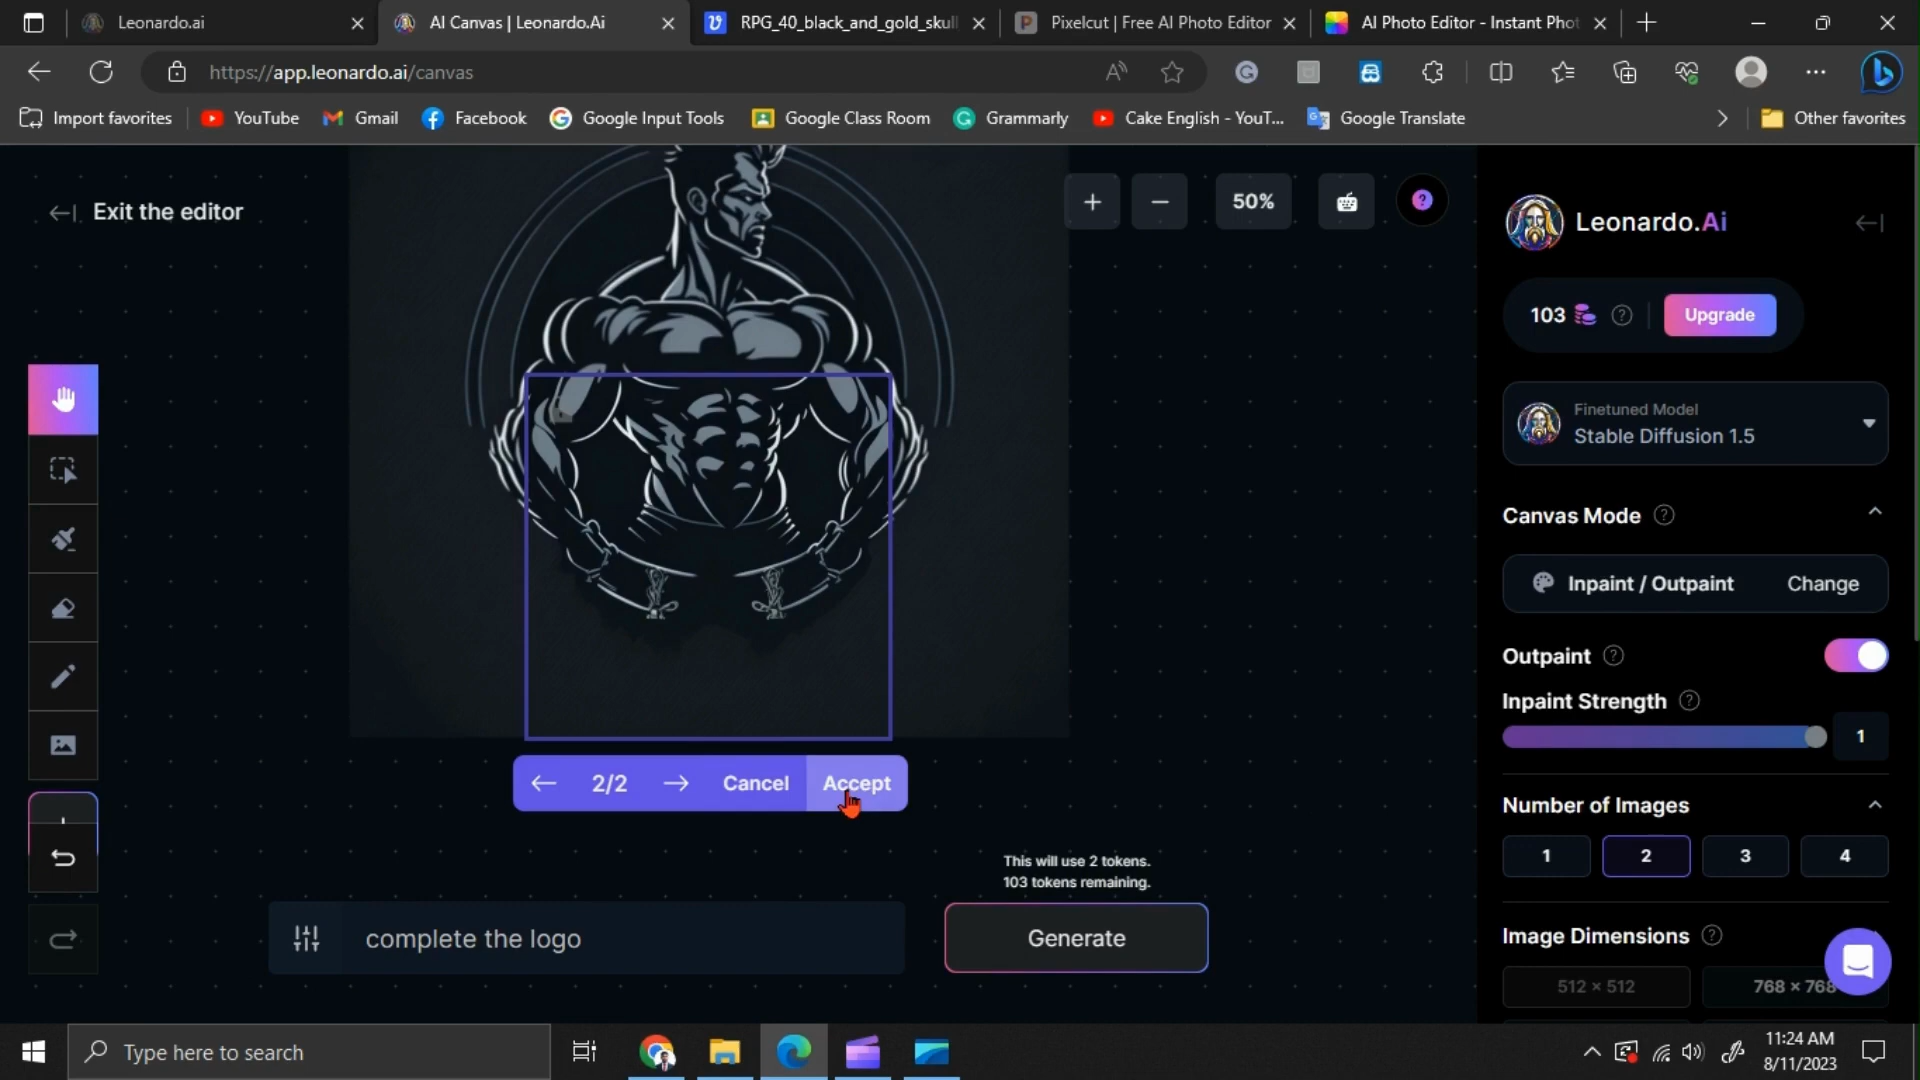 Leonardo.ai
AI Canvas | Leonardo.Ai
RPG_40_black_and_gold_skul
Pixelcut | Free AI Photo Editor
AI Photo Editor - Instant Phot
https://app.leonardo.ai/canvas
Import favorites
YouTube
Gmail
Facebook
Google Input Tools
Google Class Room
Grammarly
Cake English - YouT...
Google Translate
Other favorites
Exit the editor
50%
Leonardo.Ai
103
Upgrade
Finetuned Model
Stable Diffusion 1.5
Canvas Mode
Inpaint / Outpaint
Change
Outpaint
Inpaint Strength
1
2/2
Cancel
Accept
Number of Images
1
2
3
4
This will use 2 tokens.
103 tokens remaining.
complete the logo
Generate
Image Dimensions
512 × 512
768 × 768
Type here to search
11:24 AM
8/11/2023